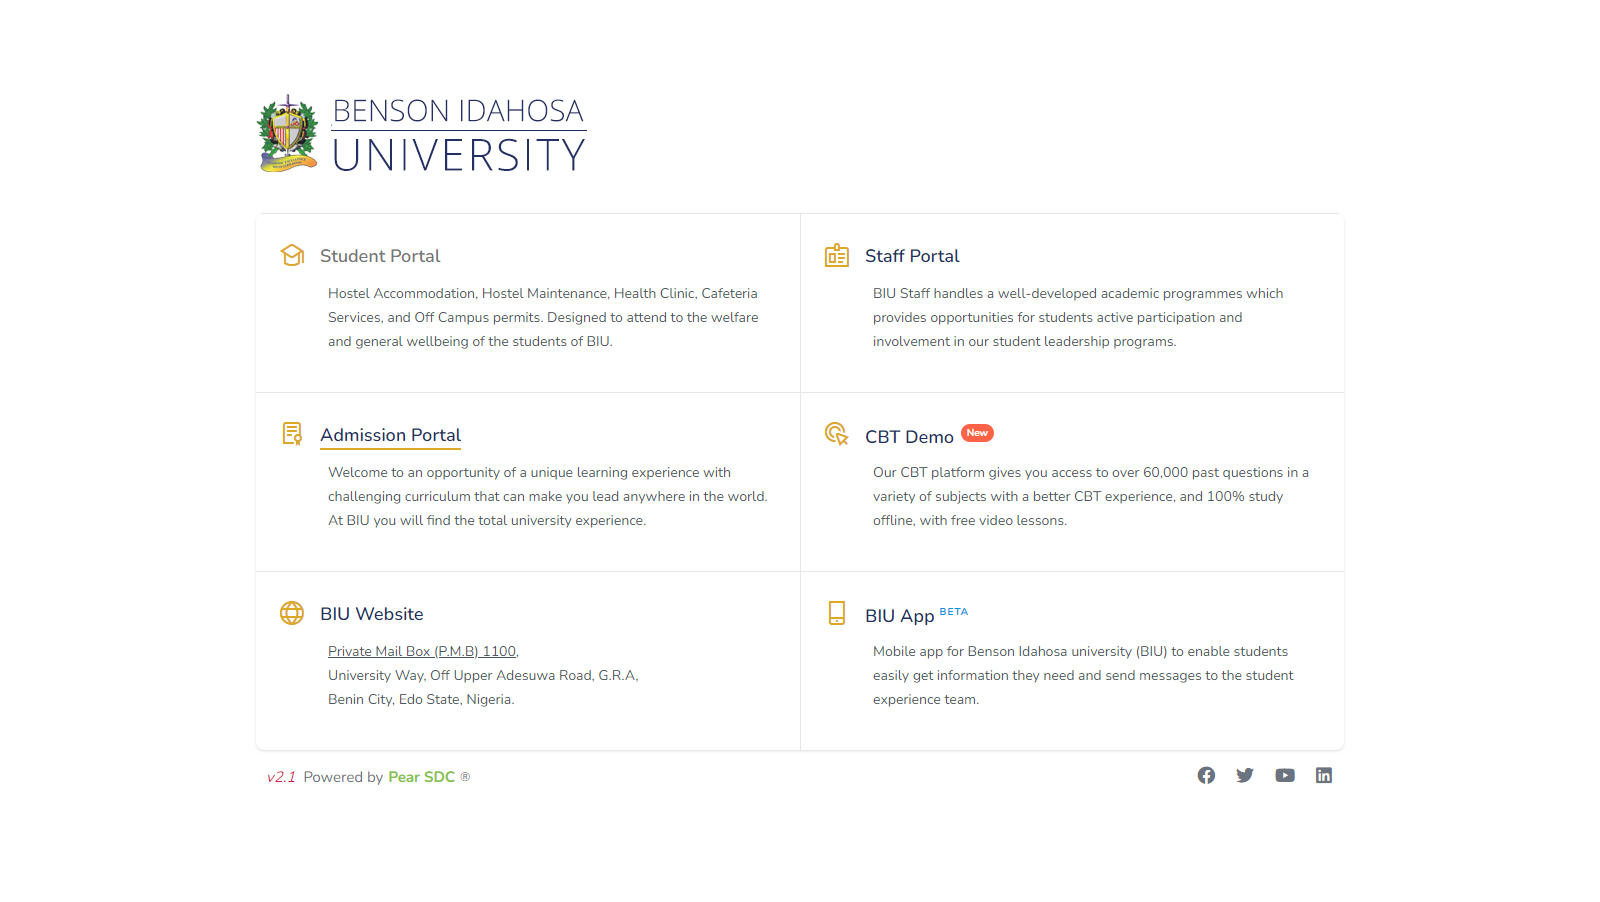 BENSON IDAHOSA
UNIVERSITY
Student Portal
Hostel Accommodation, Hostel Maintenance, Health Clinic, Cafeteria
Services, and Off Campus permits. Designed to attend to the welfare
and general wellbeing of the students of BIU.
Staff Portal
BIU Staff handles a well-developed academic programmes which
provides opportunities for students active participation and
involvement in our student leadership programs.
Admission Portal
Welcome to an opportunity of a unique learning experience with
challenging curriculum that can make you lead anywhere in the world.
At BIU you will find the total university experience.
CBT Demo New
Our CBT platform gives you access to over 60,000 past questions in a
variety of subjects with a better CBT experience, and 100% study
offline, with free video lessons.
BIU Website
Private Mail Box (P.M.B) 1100,
University Way, Off Upper Adesuwa Road, G.R.A,
Benin City, Edo State, Nigeria.
BIU App BETA
Mobile app for Benson Idahosa university (BIU) to enable students
easily get information they need and send messages to the student
experience team.
v2.1 Powered by Pear SDC ®